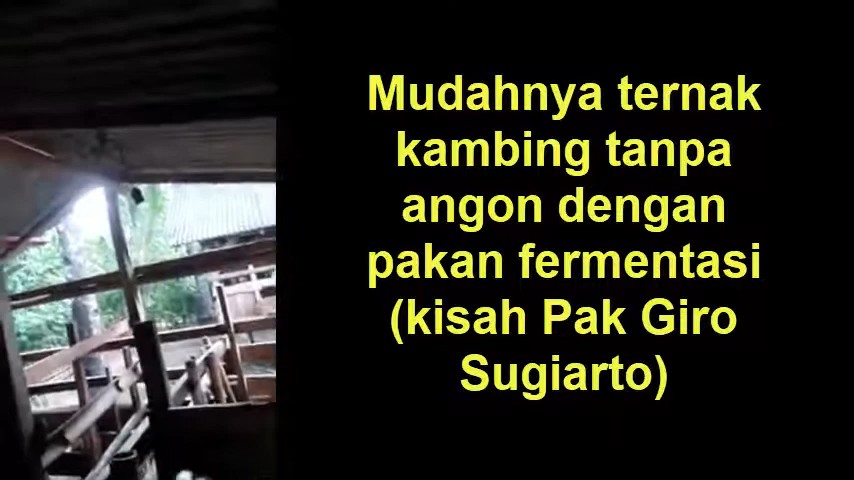 Mudahnya ternak
kambing tanpa
angon dengan
pakan fermentasi
(kisah Pak Giro
Sugiarto)